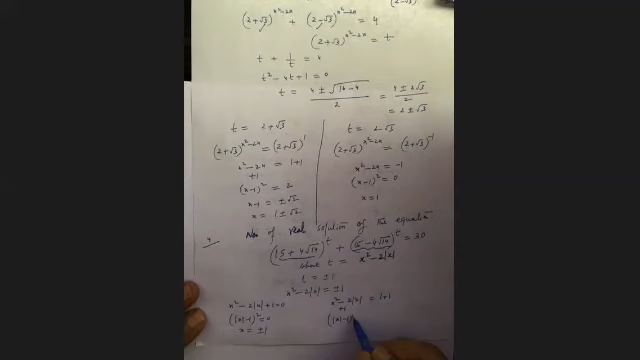 (2-√3)
(2+√3)^{x²-2x} + (2-√3)^{x²-2x} = 4
(2+√3)^{x²-2x} = t
t + 1/t = 4
t² - 4t + 1 = 0
t = (4 ± √(16-4))/2 = (4 ± 2√3)/2
= 2 ± √3
t = 2+√3
(2+√3)^{x²-2x} = (2+√3)^1
x²-2x = 1+1
+1
(x-1)² = 2
x-1 = ±√2
x = 1±√2
t = 2-√3
(2+√3)^{x²-2x} = (2+√3)^{-1}
x²-2x = -1
(x-1)² = 0
x = 1
No of real solution of the equation
(15+4√14)^t + (15-4√14)^t = 30
where t = x²-2|x|
t = ±1
x²-2|x| = ±1
x²-2|x|+1=0
(|x|-1)²=0
x = ±1
x²-2|x| = 1+1
+1
(|x|-1)